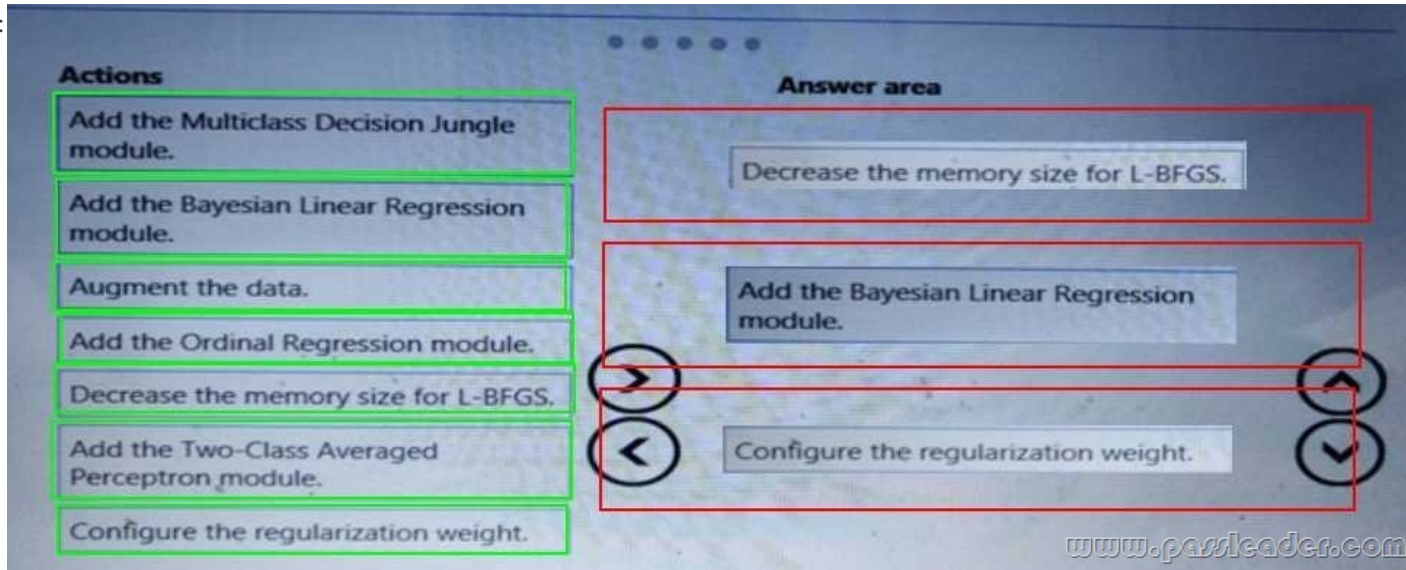 :
Actions
Add the Multiclass Decision Jungle
module.
Add the Bayesian Linear Regression
module.
Augment the data.
Add the Ordinal Regression module.
Decrease the memory size for L-BFGS.
Add the Two-Class Averaged
Perceptron module.
Configure the regularization weight.
Answer area
Decrease the memory size for L-BFGS.
Add the Bayesian Linear Regression
module.
Configure the regularization weight.
www.passleader.com